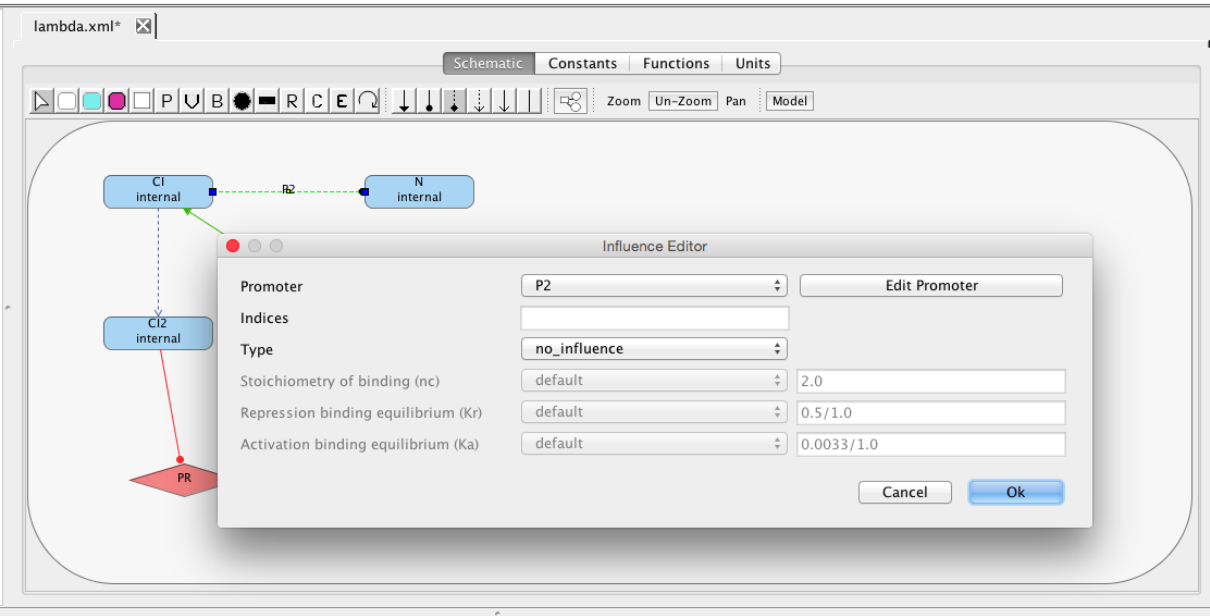 lambda.xml*
Schematic Constants Functions Units
P V B R C E Zoom Un-Zoom Pan Model
CI
internal
P2
N
internal
Influence Editor
Promoter P2 Edit Promoter
Indices
Type no_influence
Stoichiometry of binding (nc) default 2.0
Repression binding equilibrium (Kr) default 0.5/1.0
Activation binding equilibrium (Ka) default 0.0033/1.0
Cancel Ok
CI2
internal
PR